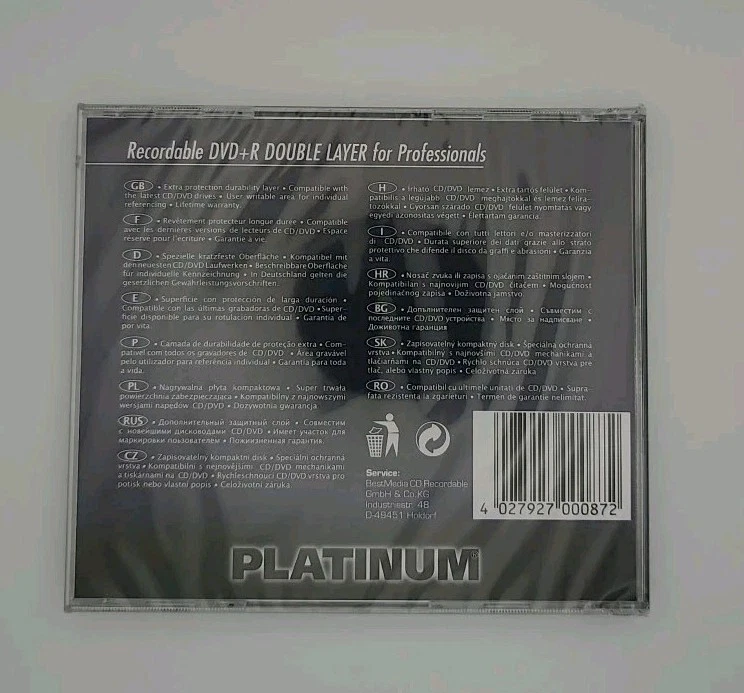 Recordable DVD+R DOUBLE LAYER for Professionals
GB • Extra protection durability layer • Compatible with
the latest CD/DVD drives • User writable area for individual
referencing • Lifetime warranty.
F • Revêtement protecteur longue durée • Compatible
avec les dernières versions de lecteurs de CD/DVD • Espace
réservé pour l'écriture • Garantie à vie.
D • Spezielle kratzfeste Oberfläche • Kompatibel mit
den neuesten CD/DVD Laufwerken • Beschreibbare Oberfläche
für individuelle Kennzeichnung • In Deutschland gelten die
gesetzlichen Gewährleistungsvorschriften.
E • Superficie con protección de larga duración •
Compatible con las últimas grabadoras de CD/DVD • Super-
ficie disponible para su rotulación individual • Garantía de
por vita.
P • Camada de durabilidade de proteção extra • Com-
pativel com todos os gravadores de CD/DVD • Área gravável
pelo utilizador para referência individual • Garantia para toda
a vida.
PL • Nagrywalna płyta kompaktowa • Super trwała
powierzchnia zabezpieczająca • Kompatybilny z najnowszymi
wersjami napędów CD/DVD • Dożywotnia gwarancja.
RUS • Дополнительный защитный слой • Совместим
с новейшими дисководами CD/DVD • Имеет участок для
маркировки пользователем • Пожизненная гарантия.
CZ • Zapisovatelný kompaktní disk • Speciální ochranná
vrstva • Kompatibilní s nejnovějšími CD/DVD mechanikami
a tiskárnami na CD/DVD • Rychleschnoucí CD/DVD vrstva pro
potisk nebo vlastní popis • Celoživotní záruka.
H • Írható CD/DVD lemez • Extra tartós felület • Kom-
patibilis a legújabb CD/DVD meghajtókkal és lemez felíra-
tozókkal • Gyorsan száradó CD/DVD felület nyomtatás vagy
egyedi azonosítás végett • Élettartam garancia.
I • Compatibile con tutti lettori e/o masterizzatori
di CD/DVD • Durata superiore dei dati grazie allo strato
protettivo che difende il disco da graffi e abrasioni • Garanzia
a vita.
HR • Nosač zvuka ili zapisa s ojačanim zaštitnim slojem •
Kompatibilan s najnovijim CD/DVD čitačem • Mogućnost
pojedinačnog zapisa • Doživotna jamstvo.
BG • Допълнителен защитен слой • Съвместим с
последните CD/DVD устройства • Място за надписване •
Доживотна гаранция
SK • Zapisovateľný kompaktný disk • Špeciálna ochranná
vrstva • Kompatibilný s najnovšími CD/DVD mechanikami a
tlačiarňami na CD/DVD • Rýchlo schnúca CD/DVD vrstva pre
tlač, alebo vlastný popis • Celoživotná záruka
RO • Compatibil cu ultimele unitati de CD/DVD • Supra-
fata rezistenta la zgarieturi • Termen de garantie nelimitat.
Service:
BestMedia CD Recordable
GmbH & Co.KG
Industriestr. 48
D-49451 Holdorf
4 027927 000872
PLATINUM®